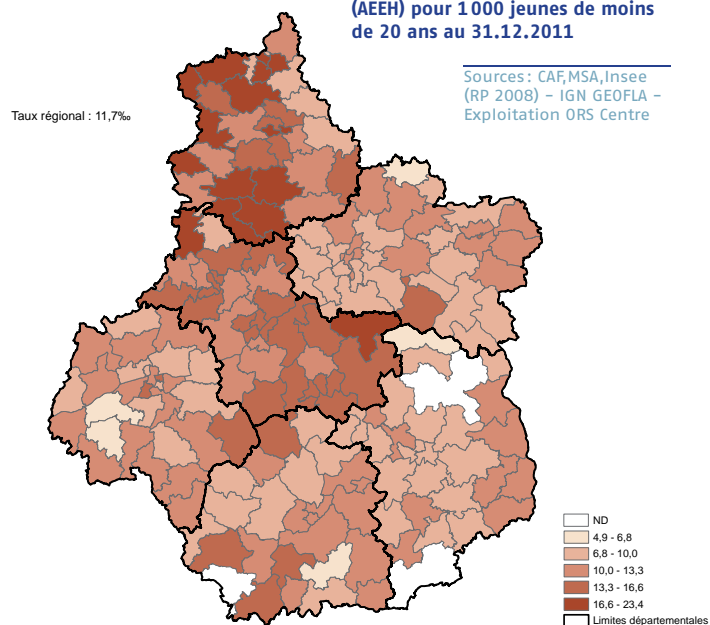 (AEEH) pour 1 000 jeunes de moins
de 20 ans au 31.12.2011
Sources : CAF,MSA,Insee
(RP 2008) – IGN GEOFLA –
Exploitation ORS Centre
Taux régional : 11,7‰
ND
4,9 - 6,8
6,8 - 10,0
10,0 - 13,3
13,3 - 16,6
16,6 - 23,4
Limites départementales